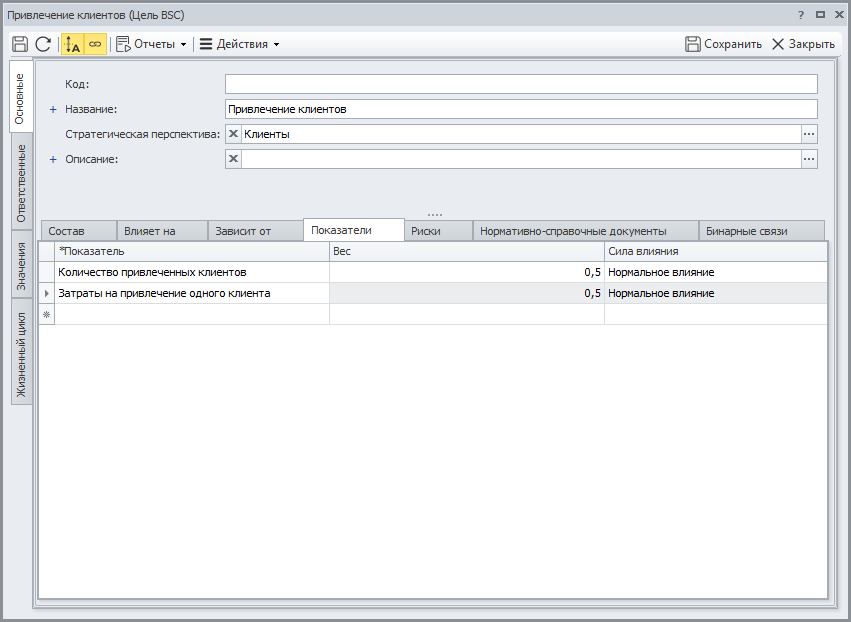 Привлечение клиентов (Цель BSC)
Отчеты Действия Сохранить Закрыть
Основные
Ответственные
Значения
Жизненный цикл
Код:
+ Название: Привлечение клиентов
Стратегическая перспектива: Клиенты
+ Описание:
Состав Влияет на Зависит от Показатели Риски Нормативно-справочные документы Бинарные связи
*Показатель Вес Сила влияния
Количество привлеченных клиентов 0,5 Нормальное влияние
Затраты на привлечение одного клиента 0,5 Нормальное влияние